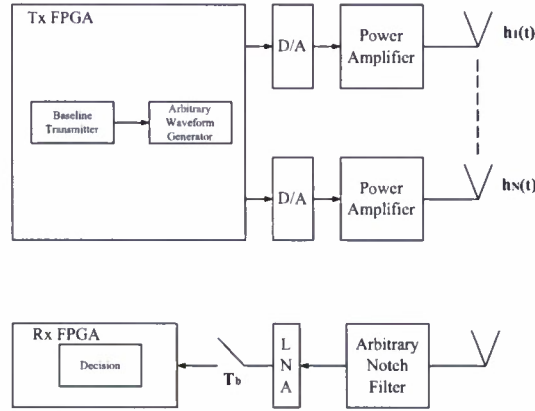 Tx FPGA
Baseline
Transmitter
Arbitrary
Waveform
Generator
D/A
Power
Amplifier
h1(t)
D/A
Power
Amplifier
hN(t)
Rx FPGA
Decision
Tb
L
N
A
Arbitrary
Notch
Filter